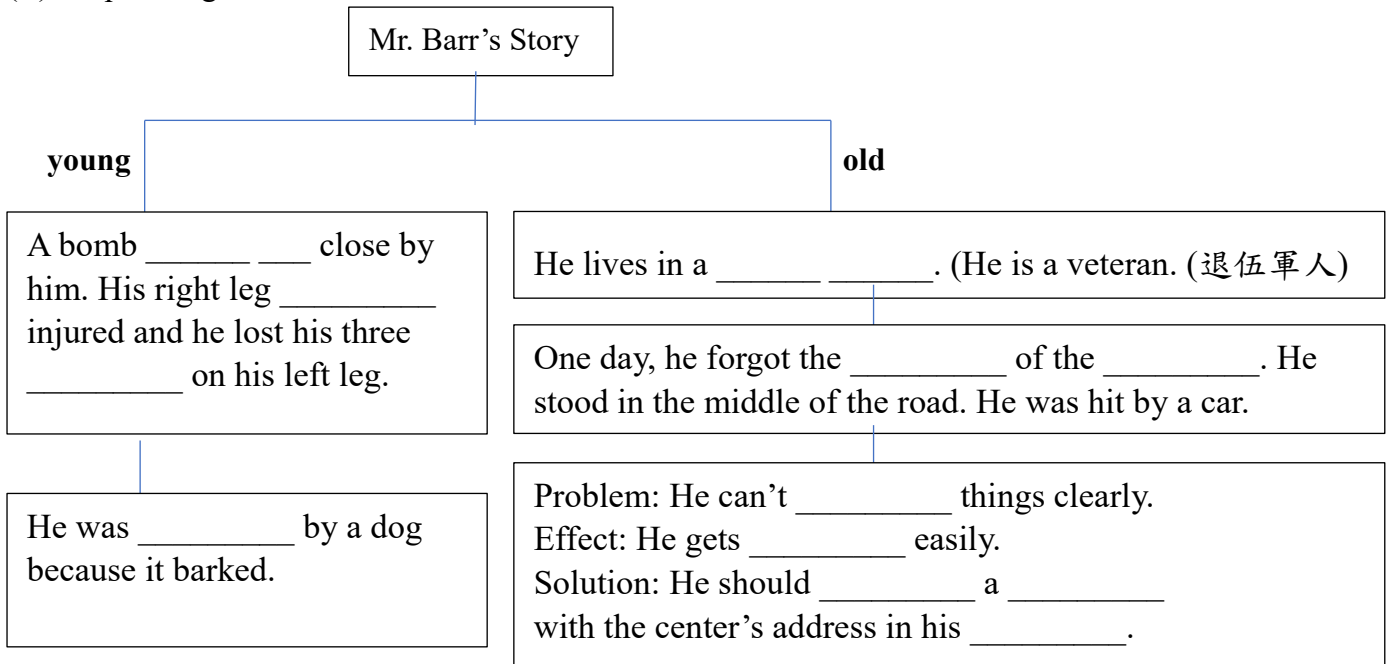 Mr. Barr’s Story
young
old
A bomb ______ ___ close by
him. His right leg _________
injured and he lost his three
_________ on his left leg.
He was _________ by a dog
because it barked.
He lives in a ______ ______. (He is a veteran. (退伍軍人)
One day, he forgot the _________ of the _________. He
stood in the middle of the road. He was hit by a car.
Problem: He can’t _________ things clearly.
Effect: He gets _________ easily.
Solution: He should _________ a _________
with the center’s address in his _________.